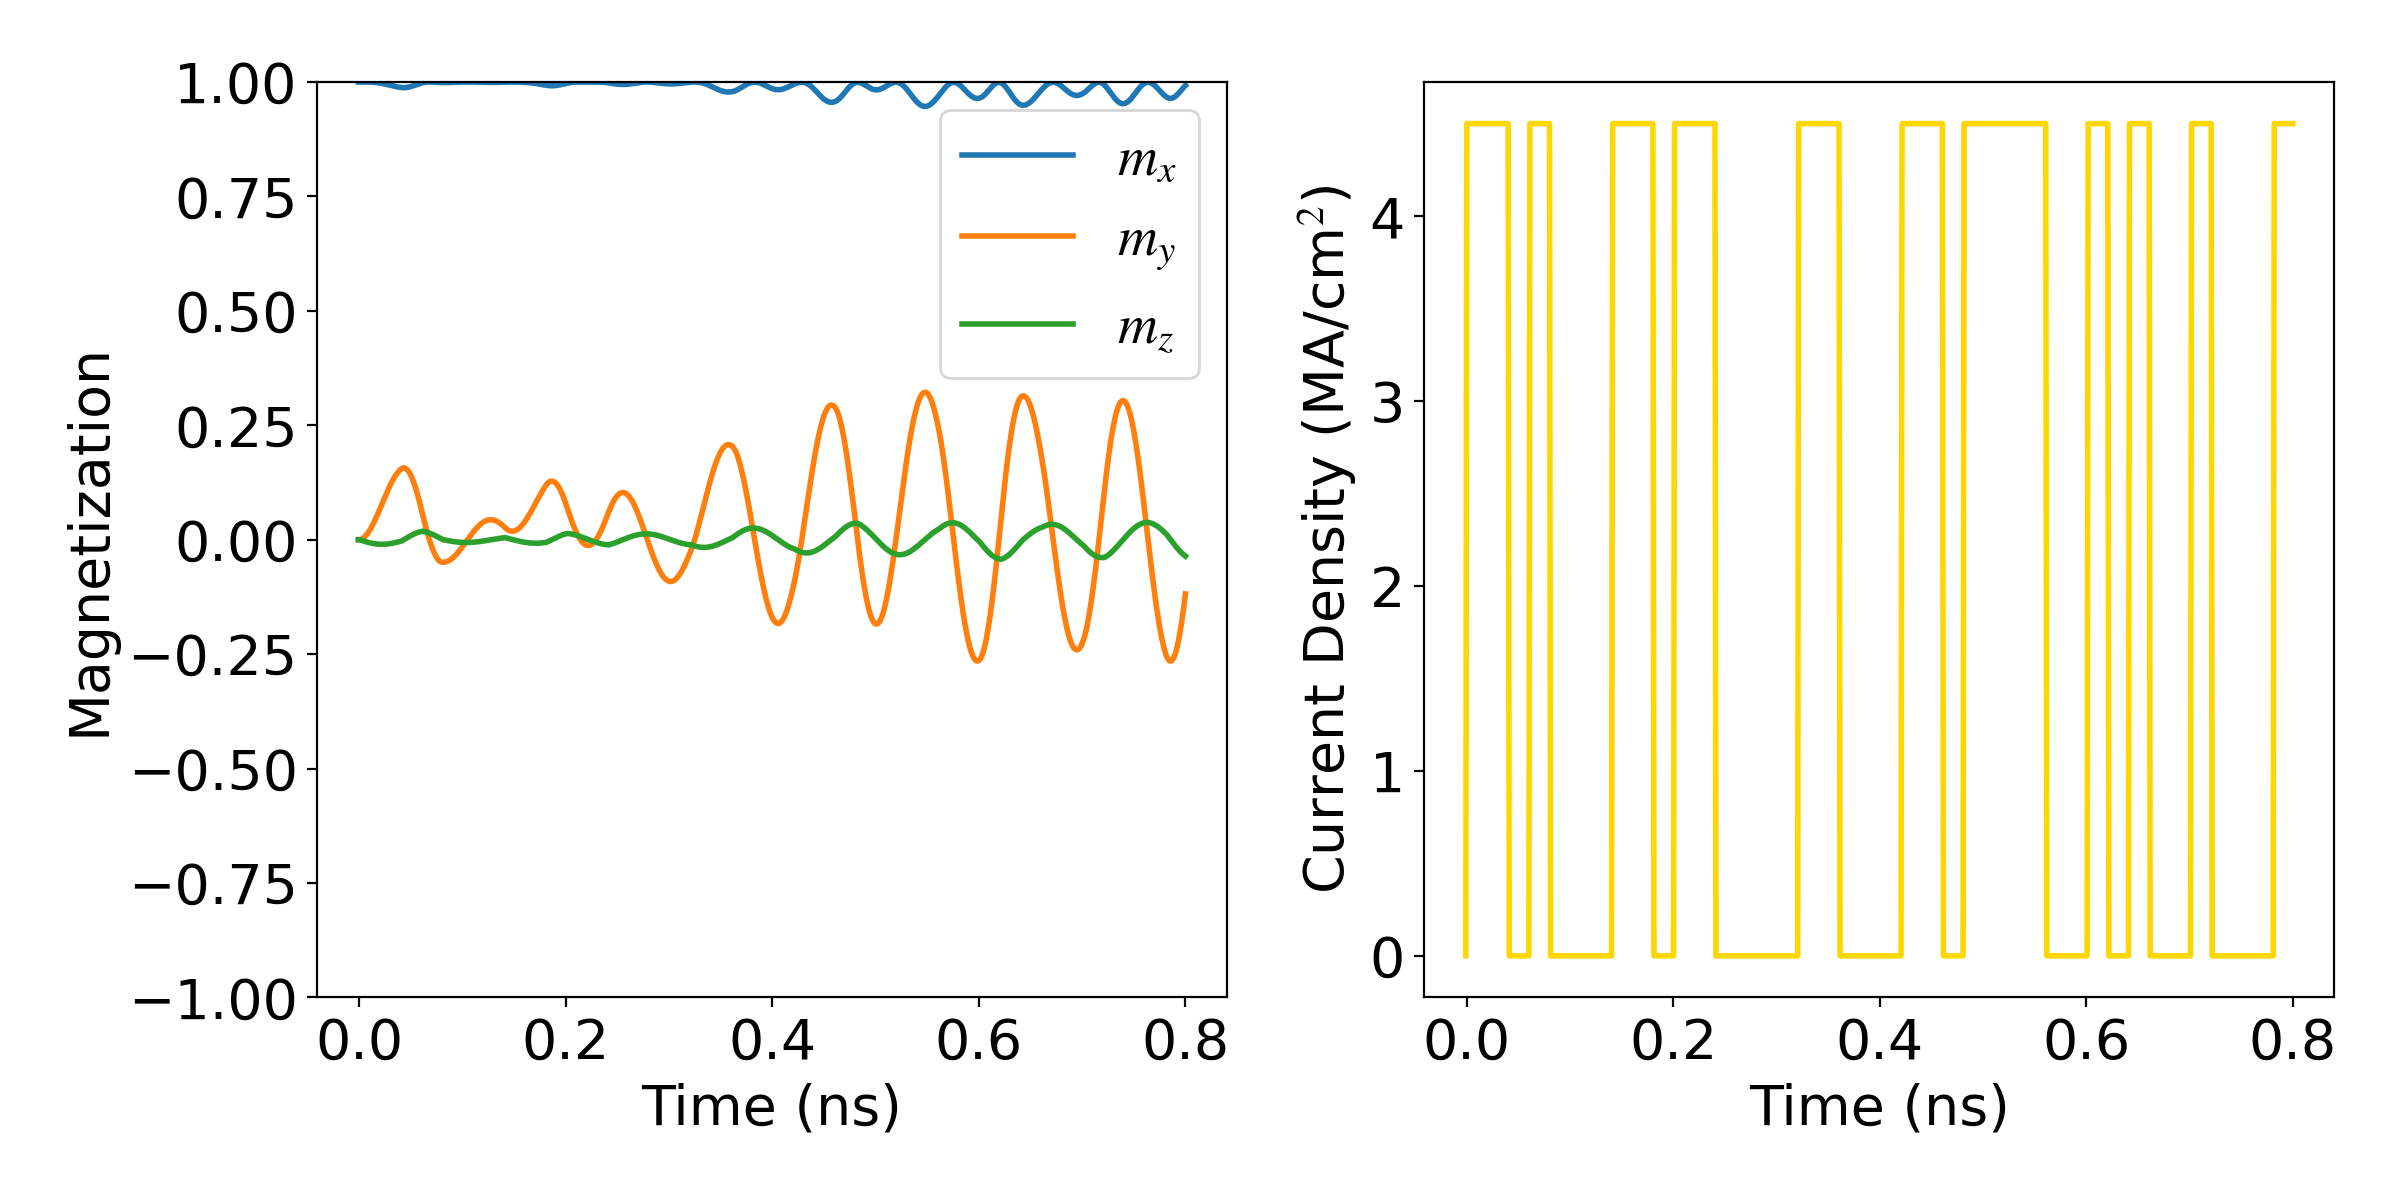 Magnetization
1.00
0.75
0.50
0.25
0.00
−0.25
−0.50
−0.75
−1.00
0.0 0.2 0.4 0.6 0.8
Time (ns)
m_x
m_y
m_z
Current Density (MA/cm²)
4
3
2
1
0
0.0 0.2 0.4 0.6 0.8
Time (ns)